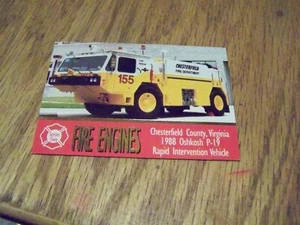 CHESTERFIELD
FIRE DEPARTMENT
155
FIRE ENGINES
Chesterfield County, Virginia
1988 Oshkosh P-19
Rapid Intervention Vehicle